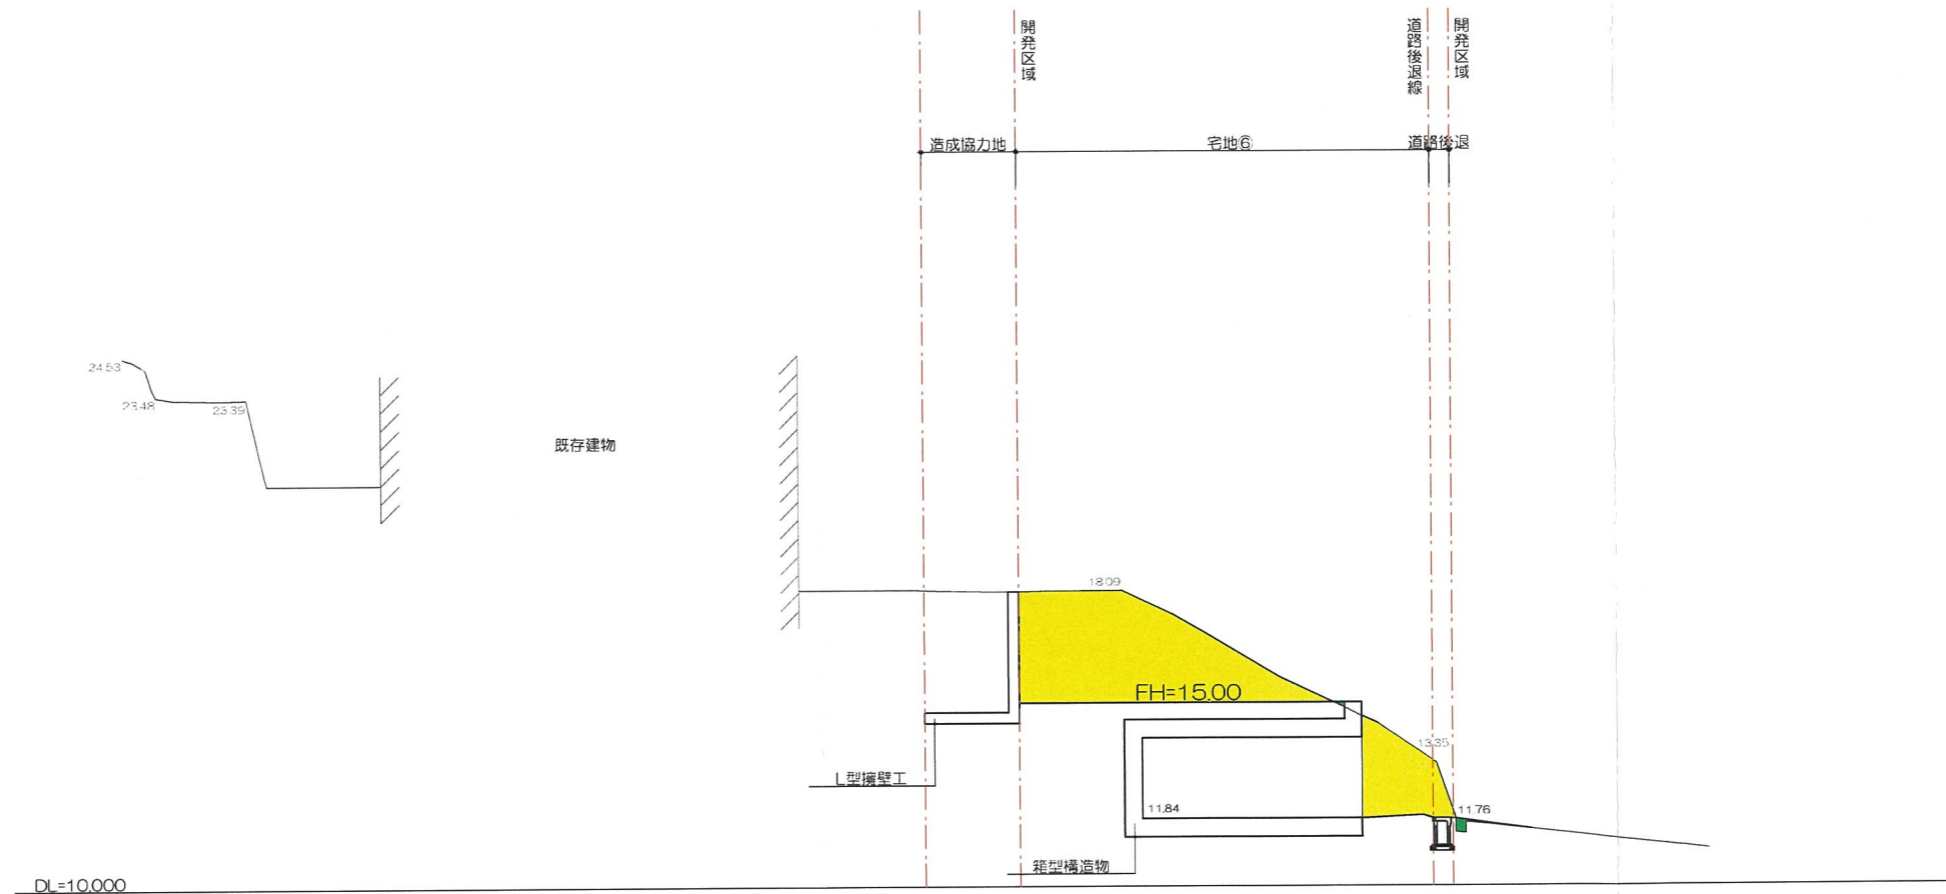 開発区域
道路後退線
開発区域
造成協力地
宅地⑥
道路後退
24.53
23.48
23.39
既存建物
18.09
FH=15.00
13.35
L型擁壁工
11.84
11.76
箱型構造物
DL=10.000